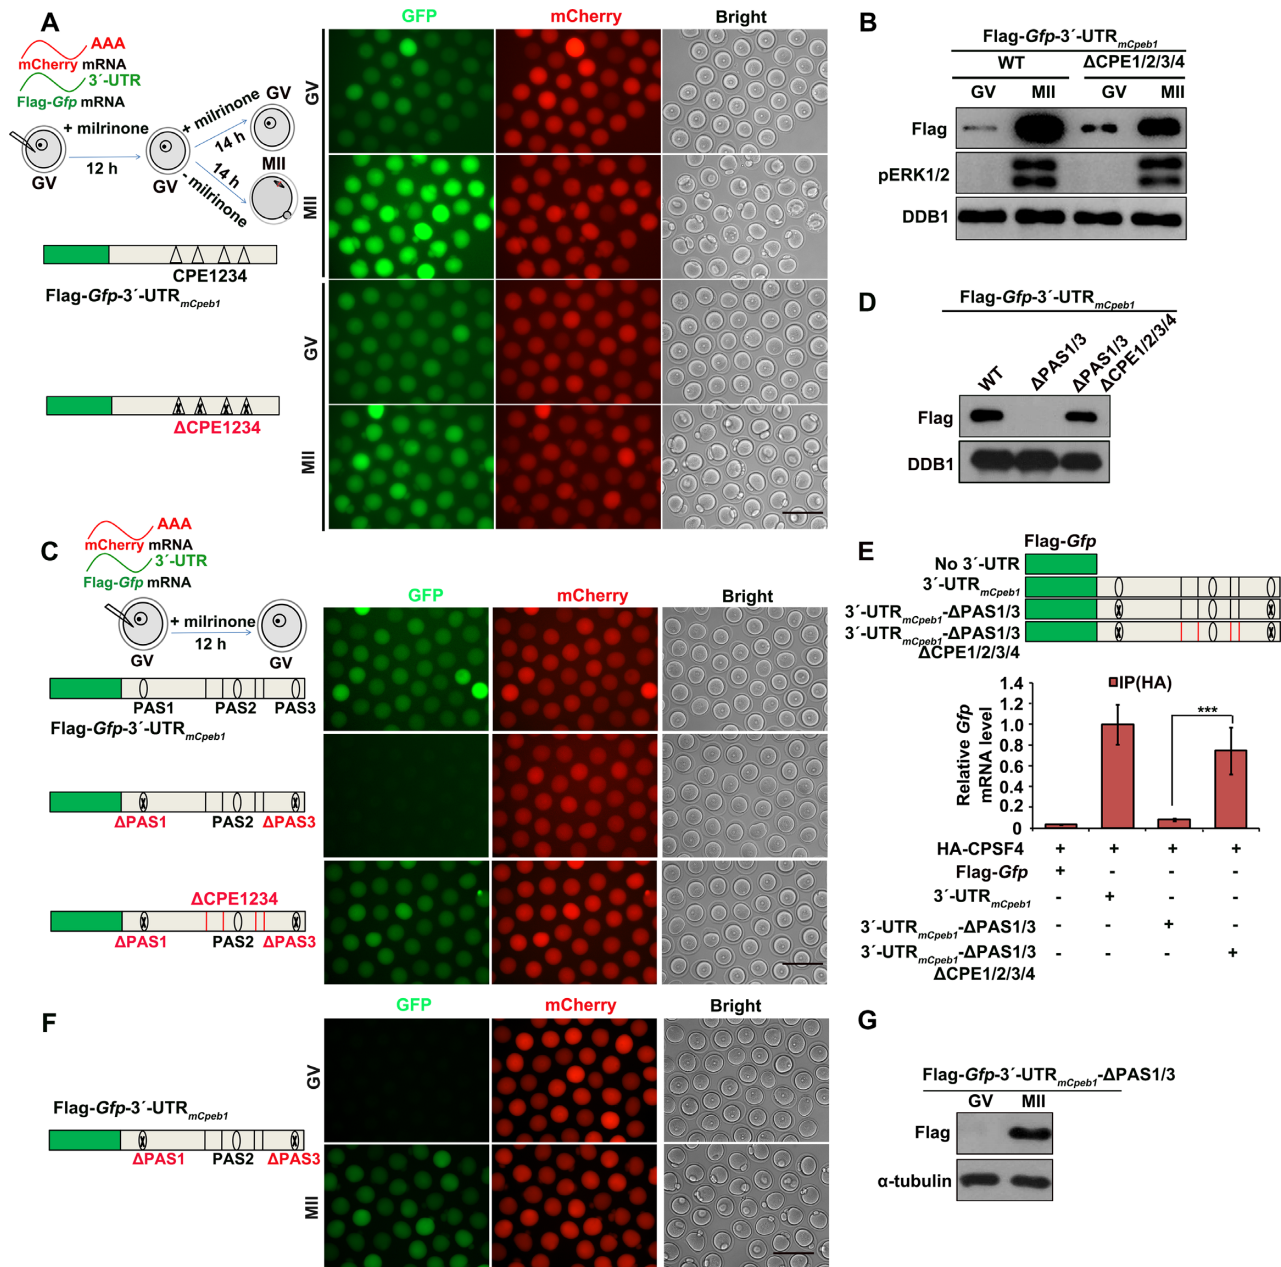 A
GFP
mCherry
Bright
AAA
mCherry mRNA
3´-UTR
Flag-Gfp mRNA
+ milrinone
12 h
GV
GV
+ milrinone
14 h
GV
14 h
- milrinone
MII
CPE1234
Flag-Gfp-3´-UTRmCpeb1
ΔCPE1234
GV
MII
GV
MII
B
Flag-Gfp-3´-UTRmCpeb1
WT
ΔCPE1/2/3/4
GV
MII
GV
MII
Flag
pERK1/2
DDB1
D
Flag-Gfp-3´-UTRmCpeb1
WT
ΔPAS1/3
ΔPAS1/3
ΔCPE1/2/3/4
Flag
DDB1
C
AAA
mCherry mRNA
3´-UTR
Flag-Gfp mRNA
+ milrinone
12 h
GV
GV
GFP
mCherry
Bright
PAS1
PAS2
PAS3
Flag-Gfp-3´-UTRmCpeb1
ΔPAS1
PAS2
ΔPAS3
ΔCPE1234
ΔPAS1
PAS2
ΔPAS3
E
Flag-Gfp
No 3´-UTR
3´-UTRmCpeb1
3´-UTRmCpeb1-ΔPAS1/3
3´-UTRmCpeb1-ΔPAS1/3
ΔCPE1/2/3/4
IP(HA)
***
Relative Gfp
mRNA level
1.4
1.2
1.0
0.8
0.6
0.4
0.2
0
HA-CPSF4 + + + +
Flag-Gfp + - - -
3´-UTRmCpeb1 - + - -
3´-UTRmCpeb1-ΔPAS1/3 - - + -
3´-UTRmCpeb1-ΔPAS1/3 - - - +
ΔCPE1/2/3/4
F
GFP
mCherry
Bright
GV
MII
Flag-Gfp-3´-UTRmCpeb1
ΔPAS1
PAS2
ΔPAS3
G
Flag-Gfp-3´-UTRmCpeb1-ΔPAS1/3
GV
MII
Flag
α-tubulin